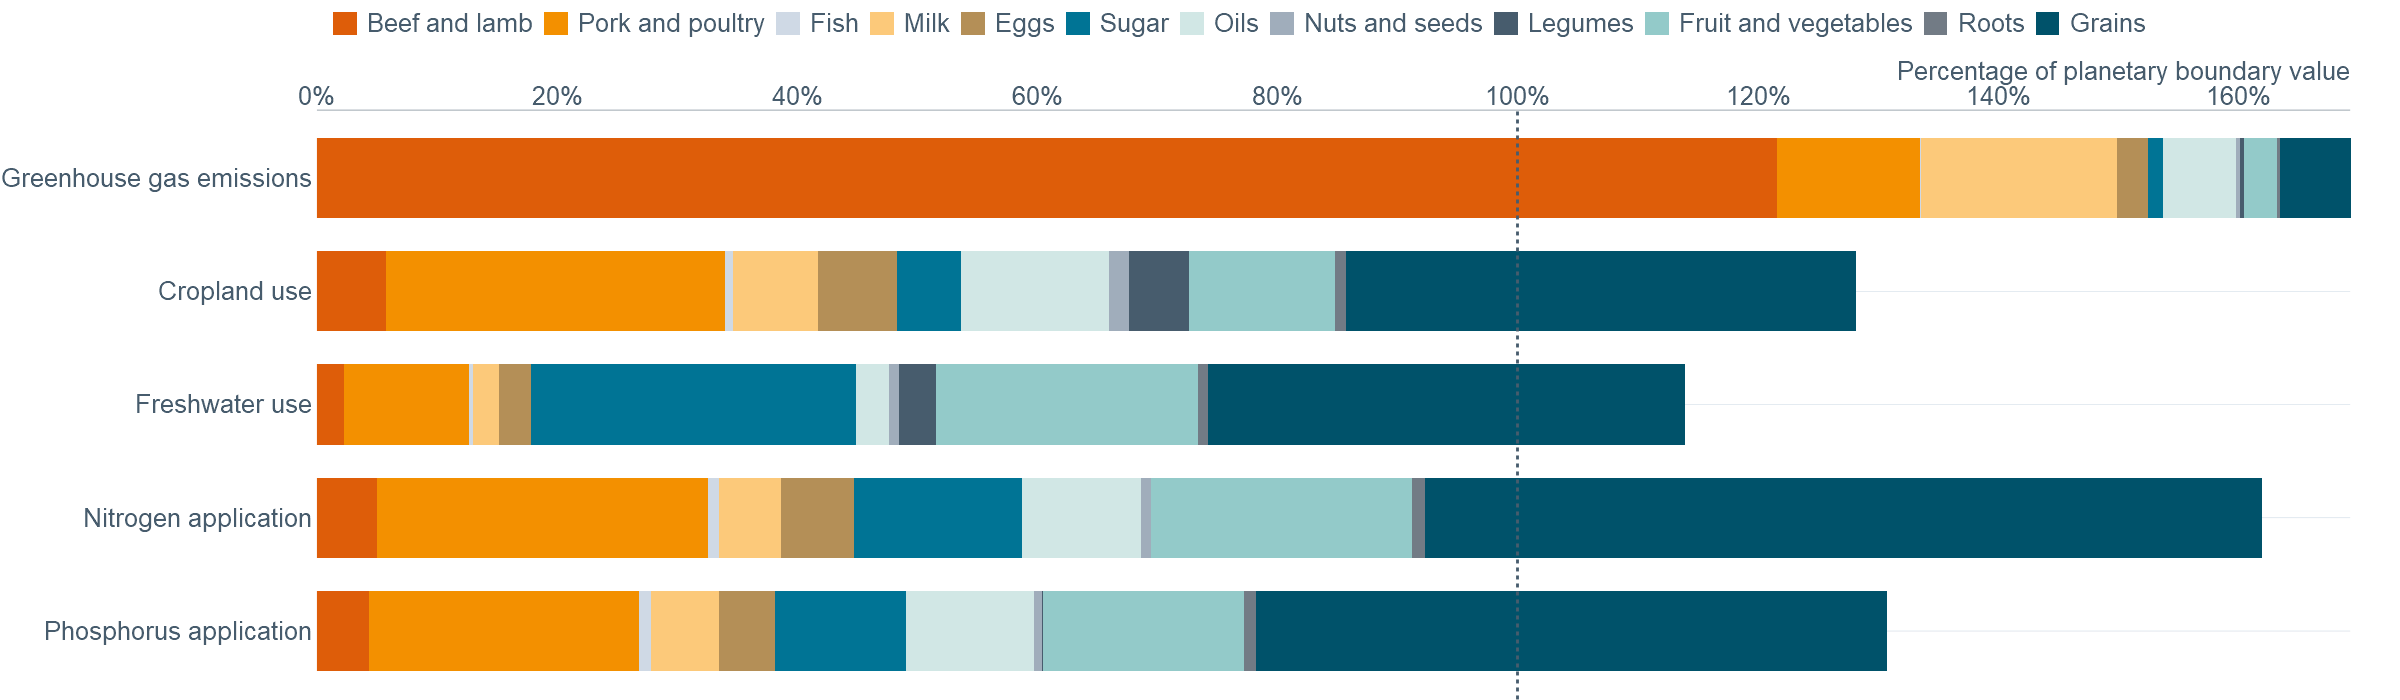 Beef and lamb Pork and poultry Fish Milk Eggs Sugar Oils Nuts and seeds Legumes Fruit and vegetables Roots Grains
Percentage of planetary boundary value
0% 20% 40% 60% 80% 100% 120% 140% 160%
Greenhouse gas emissions
Cropland use
Freshwater use
Nitrogen application
Phosphorus application